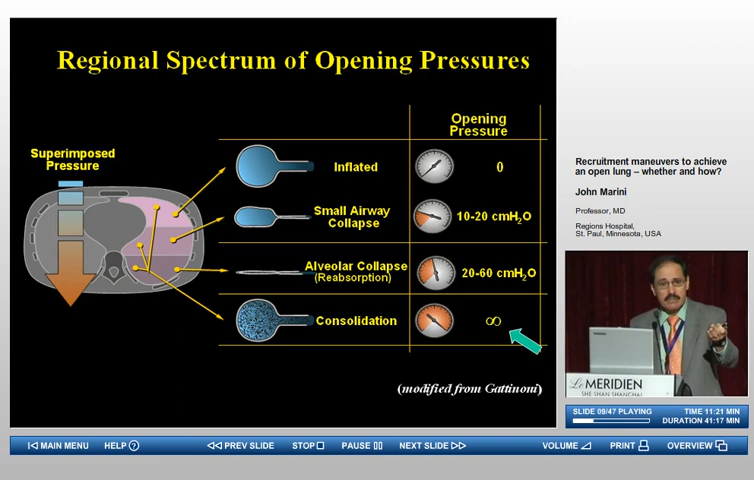 Regional Spectrum of Opening Pressures
Opening
Pressure
Superimposed
Pressure
Inflated
0
Small Airway
Collapse
10-20 cmH₂O
Alveolar Collapse
(Reabsorption)
20-60 cmH₂O
Consolidation
∞
(modified from Gattinoni)
Recruitment maneuvers to achieve
an open lung – whether and how?
John Marini
Professor, MD
Regions Hospital,
St. Paul, Minnesota, USA
Le MERIDIEN
SHE SHAN SHANGHAI
SLIDE 09/47 PLAYING
TIME 11:21 MIN
DURATION 41:17 MIN
MAIN MENU
HELP ?
PREV SLIDE
STOP
PAUSE
NEXT SLIDE
VOLUME
PRINT
OVERVIEW